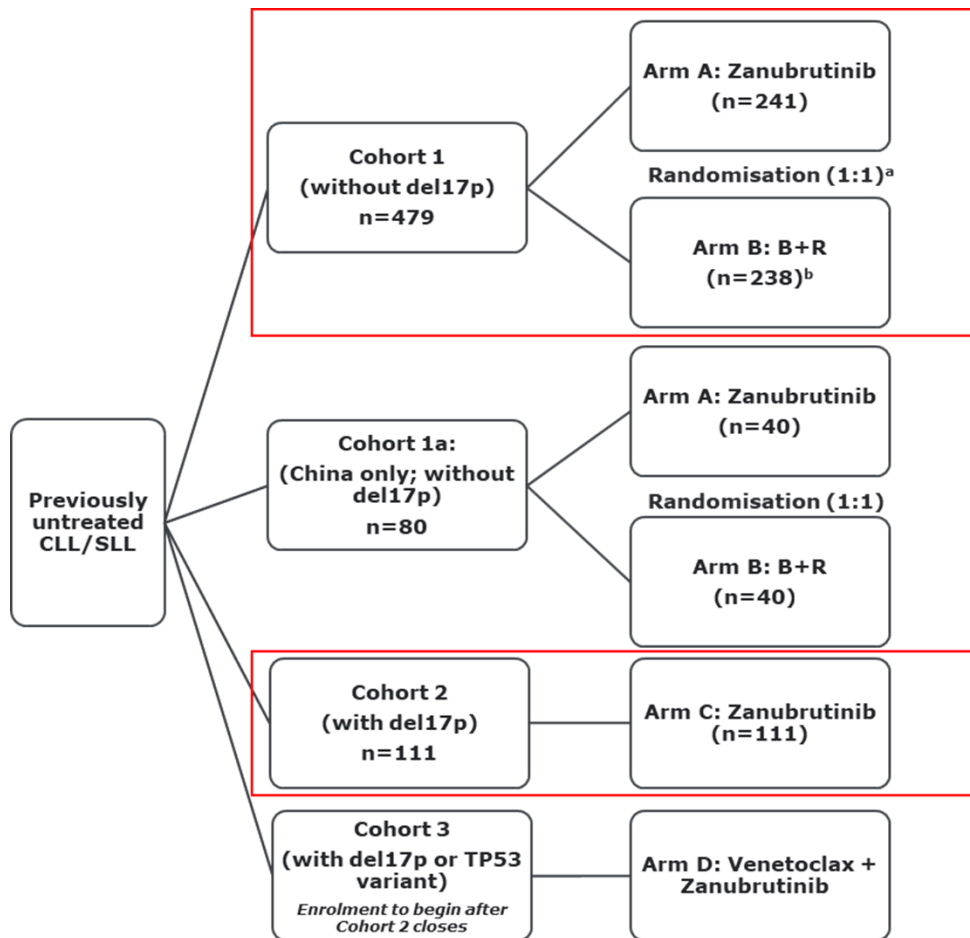 Previously
untreated
CLL/SLL
Cohort 1
(without del17p)
n=479
Arm A: Zanubrutinib
(n=241)
Randomisation (1:1)ᵃ
Arm B: B+R
(n=238)ᵇ
Cohort 1a:
(China only; without
del17p)
n=80
Arm A: Zanubrutinib
(n=40)
Randomisation (1:1)
Arm B: B+R
(n=40)
Cohort 2
(with del17p)
n=111
Arm C: Zanubrutinib
(n=111)
Cohort 3
(with del17p or TP53
variant)
Enrolment to begin after
Cohort 2 closes
Arm D: Venetoclax +
Zanubrutinib